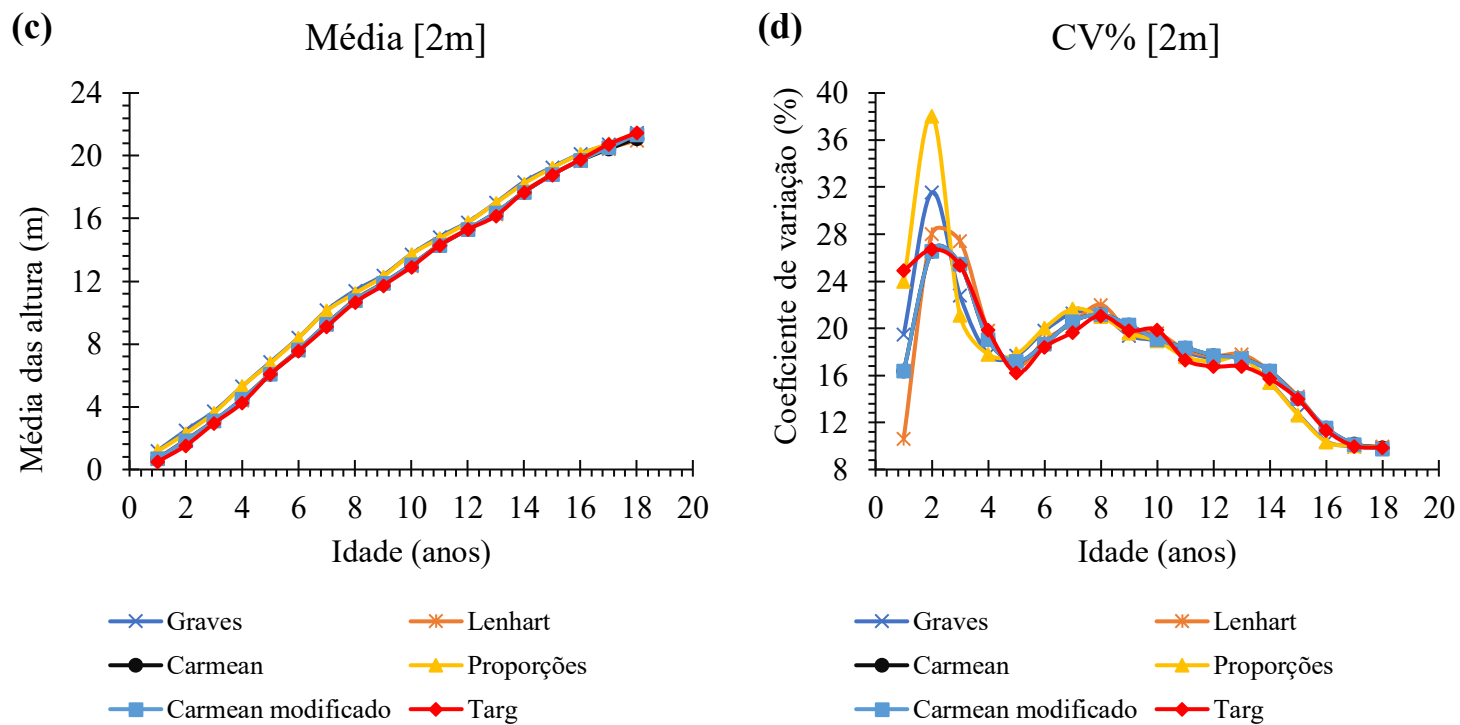 (c)
Média [2m]
Média das altura (m)
24
20
16
12
8
4
0
0 2 4 6 8 10 12 14 16 18 20
Idade (anos)
Graves
Lenhart
Carmean
Proporções
Carmean modificado
Targ
(d)
CV% [2m]
Coeficiente de variação (%)
40
36
32
28
24
20
16
12
8
0 2 4 6 8 10 12 14 16 18 20
Idade (anos)
Graves
Lenhart
Carmean
Proporções
Carmean modificado
Targ